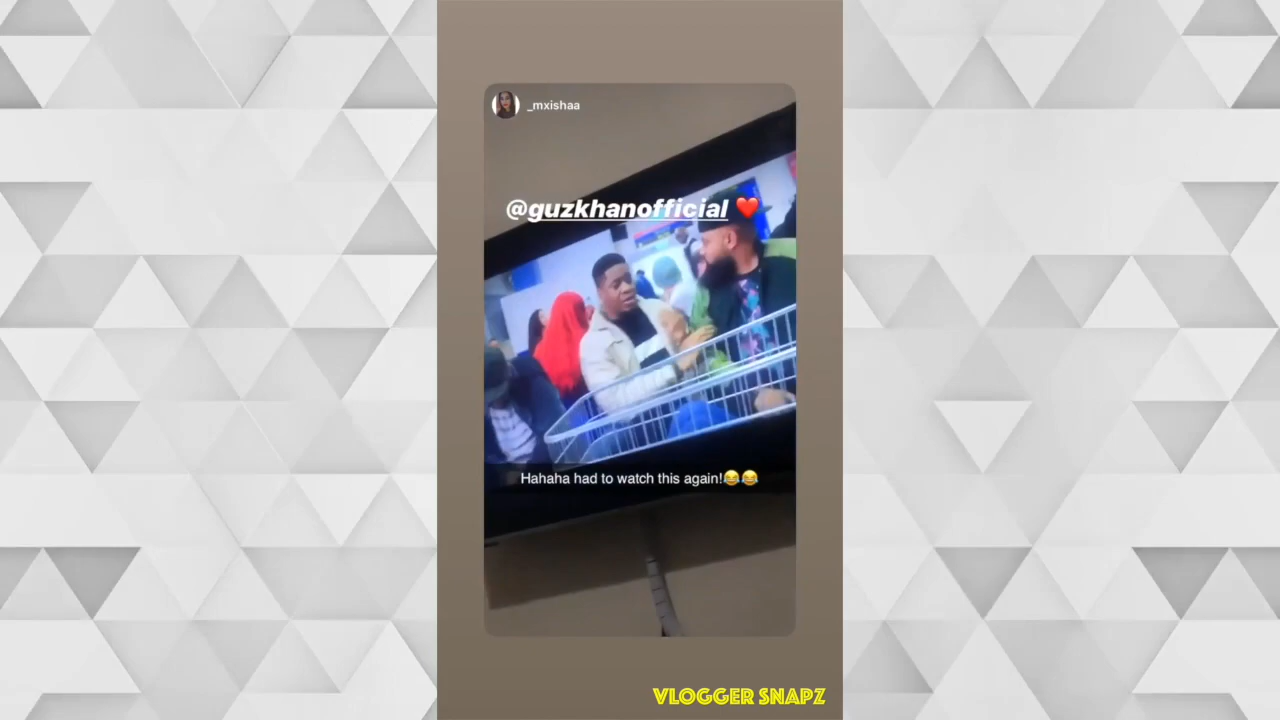 _mxishaa
@guzkhanofficial ❤️
Hahaha had to watch this again!😂😂
VLOGGER SNAPZ